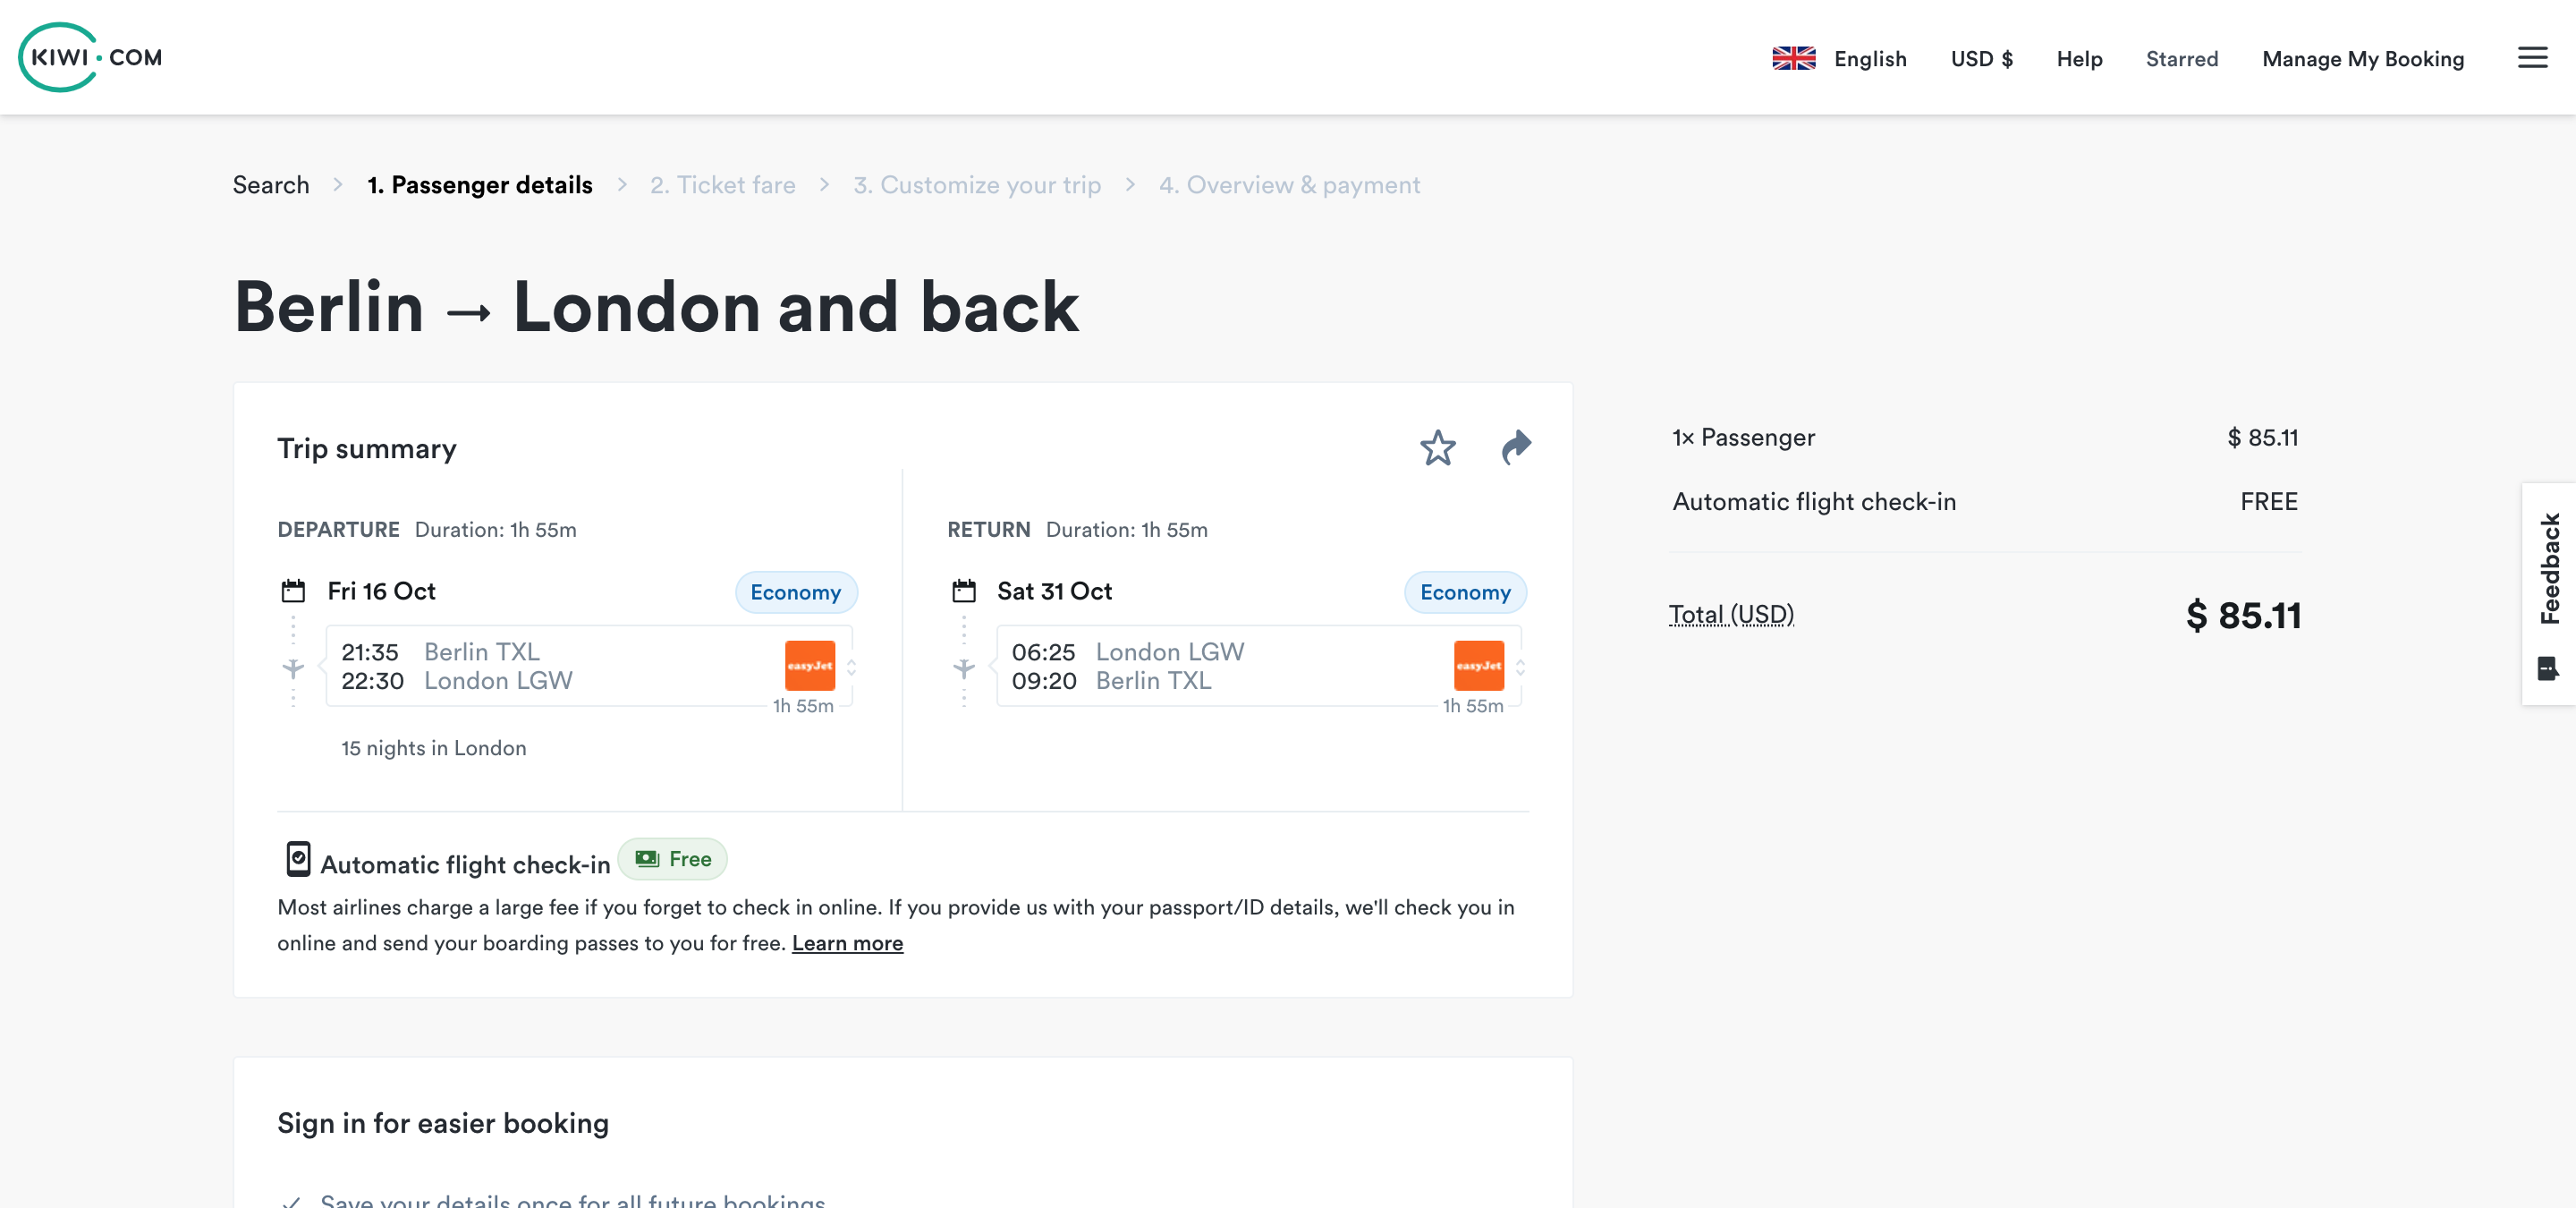 KIWI.COM
English USD $ Help Starred Manage My Booking
Search > 1. Passenger details > 2. Ticket fare > 3. Customize your trip > 4. Overview & payment
Berlin → London and back
Trip summary
DEPARTURE Duration: 1h 55m
Fri 16 Oct Economy
21:35 Berlin TXL
22:30 London LGW
easyJet
1h 55m
15 nights in London
RETURN Duration: 1h 55m
Sat 31 Oct Economy
06:25 London LGW
09:20 Berlin TXL
easyJet
1h 55m
Automatic flight check-in Free
Most airlines charge a large fee if you forget to check in online. If you provide us with your passport/ID details, we'll check you in
online and send your boarding passes to you for free. Learn more
1× Passenger $ 85.11
Automatic flight check-in FREE
Total (USD) $ 85.11
Feedback
Sign in for easier booking
Save your details once for all future bookings